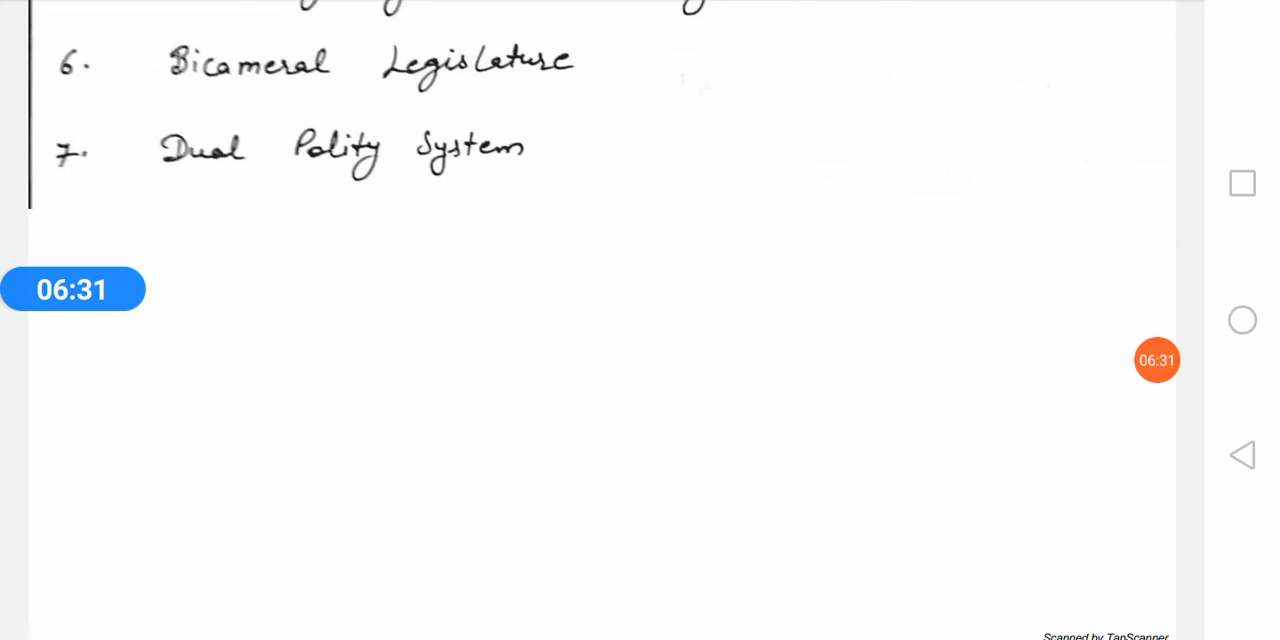 6. Bicameral Legislature
7. Dual Polity System
06:31
06:31
Scanned by TapScanner